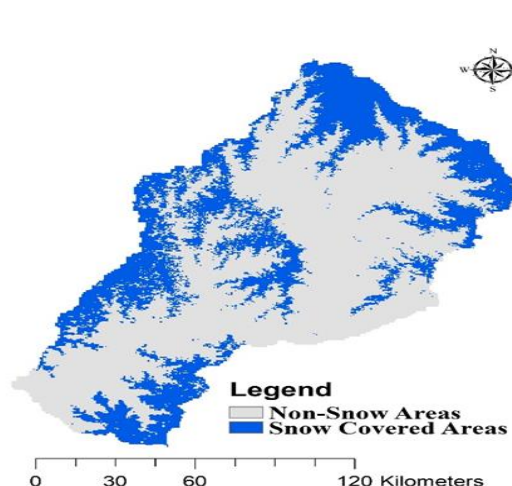 N
W
S
Legend
Non-Snow Areas
Snow Covered Areas
0 30 60 120 Kilometers